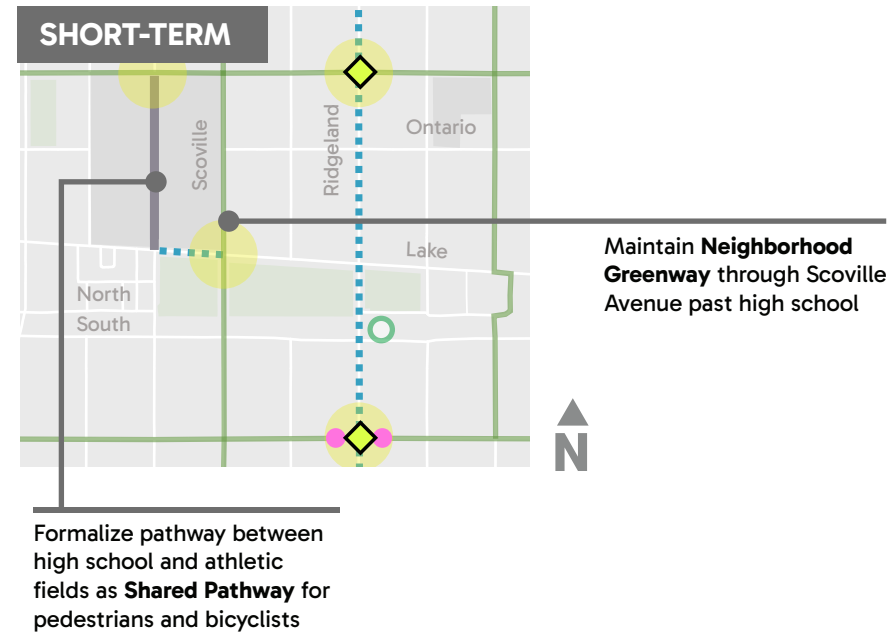 SHORT-TERM
Scoville
Ridgeland
Ontario
Lake
North
South
Maintain Neighborhood
Greenway through Scoville
Avenue past high school
N
Formalize pathway between
high school and athletic
fields as Shared Pathway for
pedestrians and bicyclists